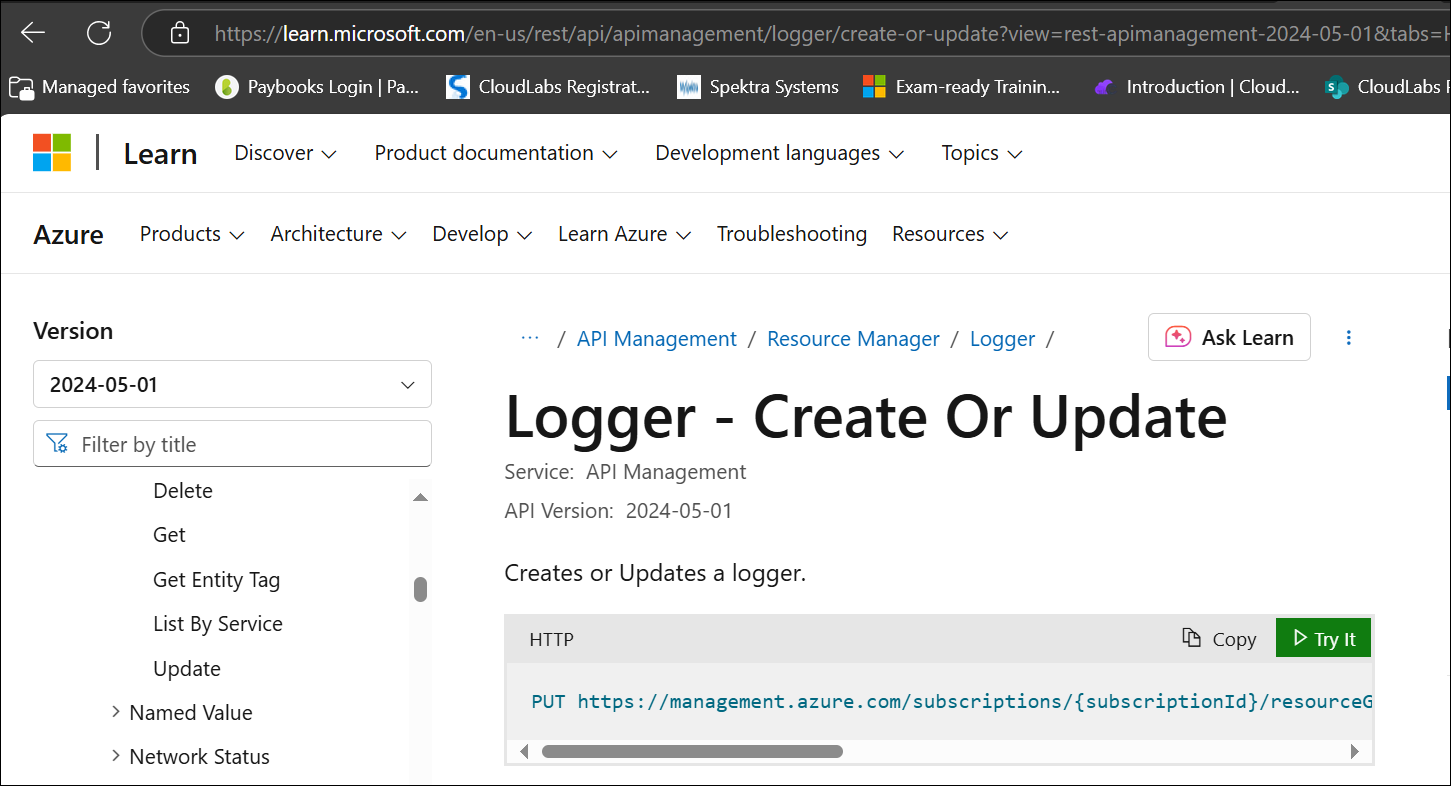 https://learn.microsoft.com/en-us/rest/api/apimanagement/logger/create-or-update?view=rest-apimanagement-2024-05-01&tabs=H
Managed favorites Paybooks Login | Pa... CloudLabs Registrat... Spektra Systems Exam-ready Trainin... Introduction | Cloud... CloudLabs
Learn Discover Product documentation Development languages Topics
Azure Products Architecture Develop Learn Azure Troubleshooting Resources
Version
2024-05-01
Filter by title
Delete
Get
Get Entity Tag
List By Service
Update
Named Value
Network Status
... / API Management / Resource Manager / Logger /
Ask Learn
Logger - Create Or Update
Service: API Management
API Version: 2024-05-01
Creates or Updates a logger.
HTTP Copy Try It
PUT https://management.azure.com/subscriptions/{subscriptionId}/resourceG